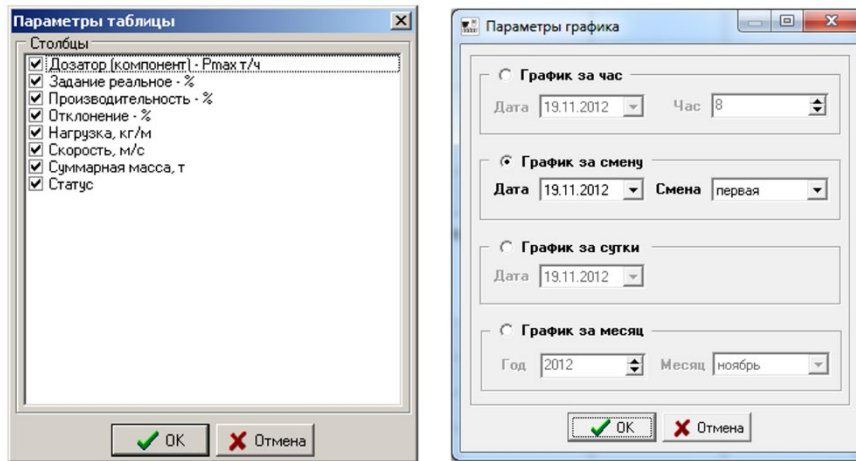 Параметры таблицы
Столбцы
Дозатор (компонент) - Pmax т/ч
Задание реальное - %
Производительность - %
Отклонение - %
Нагрузка, кг/м
Скорость, м/с
Суммарная масса, т
Статус
OK
Отмена
Параметры графика
График за час
Дата 19.11.2012 Час 8
График за смену
Дата 19.11.2012 Смена первая
График за сутки
Дата 19.11.2012
График за месяц
Год 2012 Месяц ноябрь
OK
Отмена